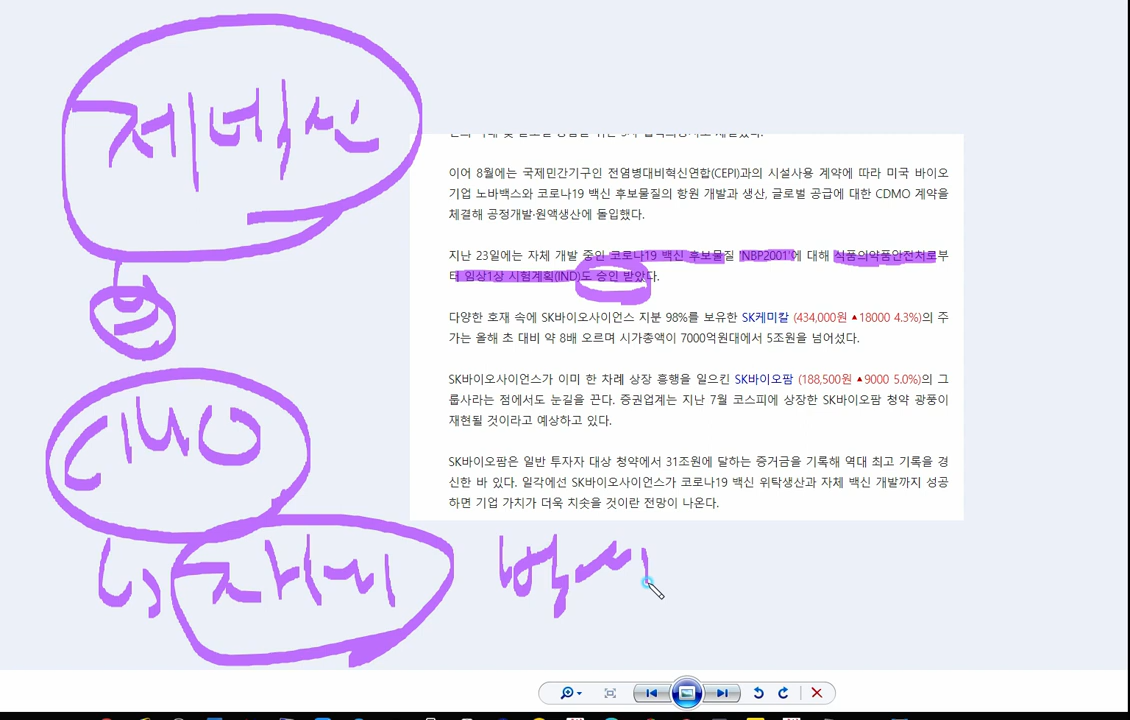 제넥신
이어 8월에는 국제민간기구인 전염병대비혁신연합(CEPI)과의 시설사용 계약에 따라 미국 바이오
기업 노바백스와 코로나19 백신 후보물질의 항원 개발과 생산, 글로벌 공급에 대한 CDMO 계약을
체결해 공정개발·원액생산에 돌입했다.
지난 23일에는 자체 개발 중인 코로나19 백신 후보물질 'NBP2001'에 대해 식품의약품안전처로부
터 임상1상 시험계획(IND)도 승인 받았다.
다양한 호재 속에 SK바이오사이언스 지분 98%를 보유한 SK케미칼 (434,000원 ▲18000 4.3%)의 주
가는 올해 초 대비 약 8배 오르며 시가총액이 7000억원대에서 5조원을 넘어섰다.
SK바이오사이언스가 이미 한 차례 상장 흥행을 일으킨 SK바이오팜 (188,500원 ▲9000 5.0%)의 그
룹사라는 점에서도 눈길을 끈다. 증권업계는 지난 7월 코스피에 상장한 SK바이오팜 청약 광풍이
재현될 것이라고 예상하고 있다.
SK바이오팜은 일반 투자자 대상 청약에서 31조원에 달하는 증거금을 기록해 역대 최고 기록을 경
신한 바 있다. 일각에선 SK바이오사이언스가 코로나19 백신 위탁생산과 자체 백신 개발까지 성공
하면 기업 가치가 더욱 치솟을 것이란 전망이 나온다.
CMO
자체